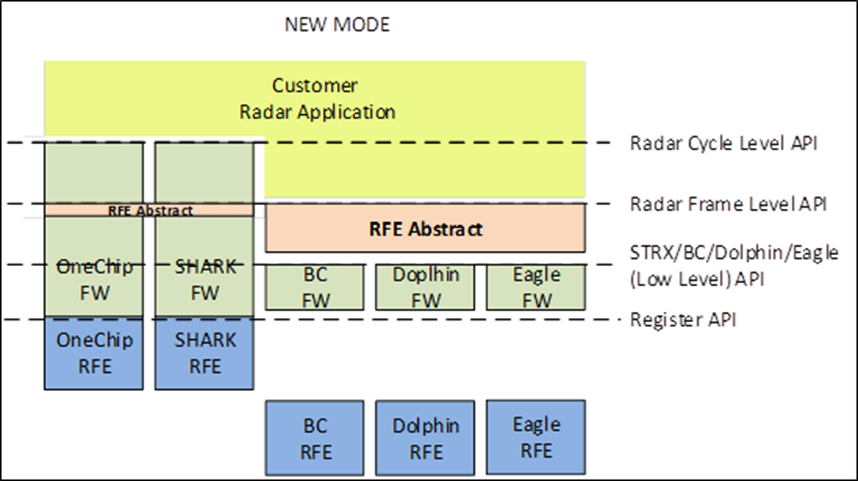 NEW MODE
Customer
Radar Application
Radar Cycle Level API
Radar Frame Level API
RFE Abstract
RFE Abstract
STRX/BC/Dolphin/Eagle
(Low Level) API
OneChip
FW
SHARK
FW
BC
FW
Doplhin
FW
Eagle
FW
Register API
OneChip
RFE
SHARK
RFE
BC
RFE
Dolphin
RFE
Eagle
RFE